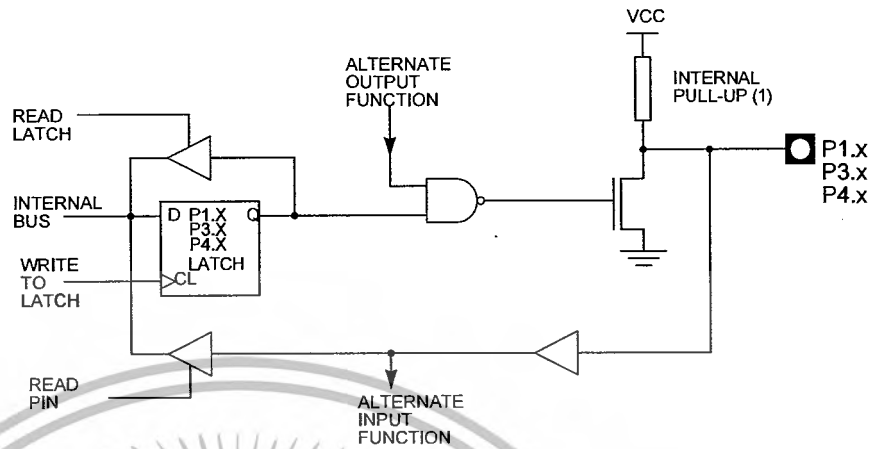 VCC
ALTERNATE
OUTPUT
FUNCTION
INTERNAL
PULL-UP (1)
READ
LATCH
P1.x
P3.x
P4.x
INTERNAL
BUS
D P1.X Q
P3.X
P4.X
LATCH
CL
WRITE
TO
LATCH
READ
PIN
ALTERNATE
INPUT
FUNCTION